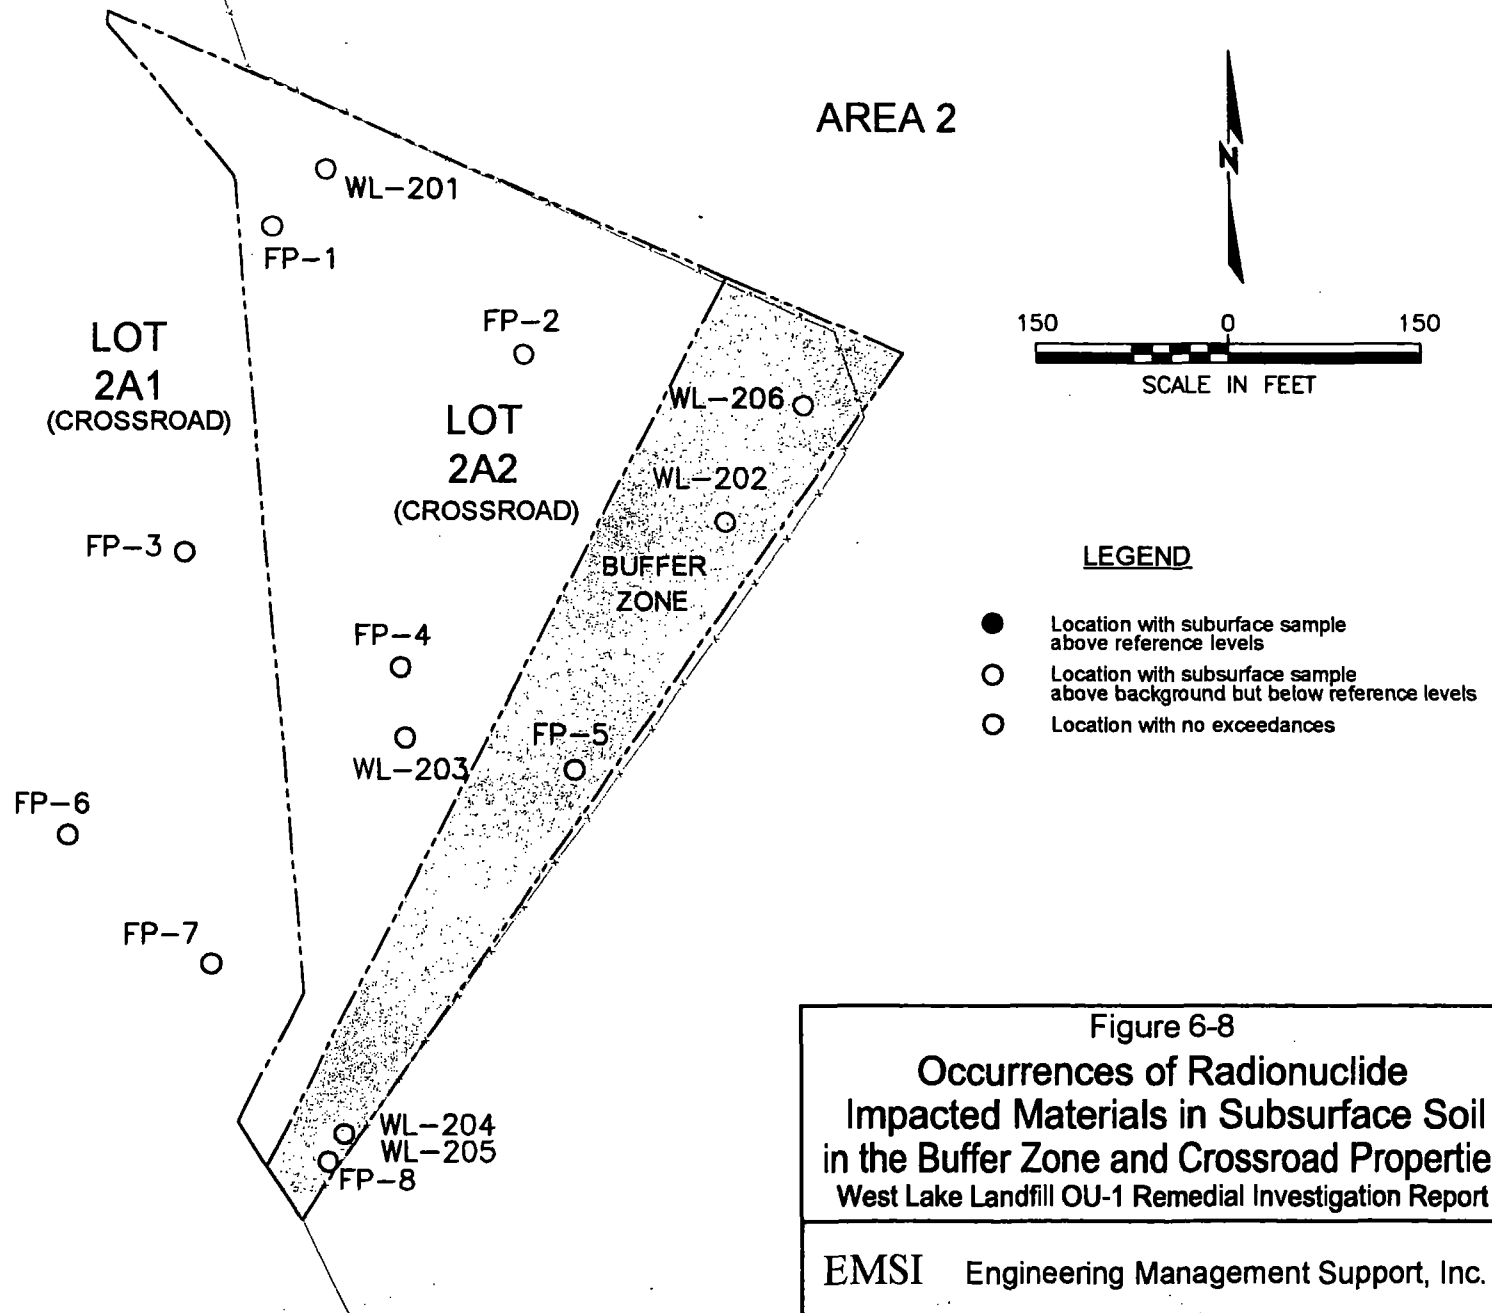 AREA 2
N
WL-201
FP-1
LOT
2A1
(CROSSROAD)
FP-2
150 0 150
SCALE IN FEET
LOT
2A2
(CROSSROAD)
WL-206
WL-202
FP-3
BUFFER
ZONE
LEGEND
Location with suburface sample
above reference levels
Location with subsurface sample
above background but below reference levels
Location with no exceedances
FP-4
WL-203
FP-5
FP-6
FP-7
WL-204
WL-205
FP-8
Figure 6-8
Occurrences of Radionuclide
Impacted Materials in Subsurface Soil
in the Buffer Zone and Crossroad Propertie
West Lake Landfill OU-1 Remedial Investigation Report
EMSI Engineering Management Support, Inc.